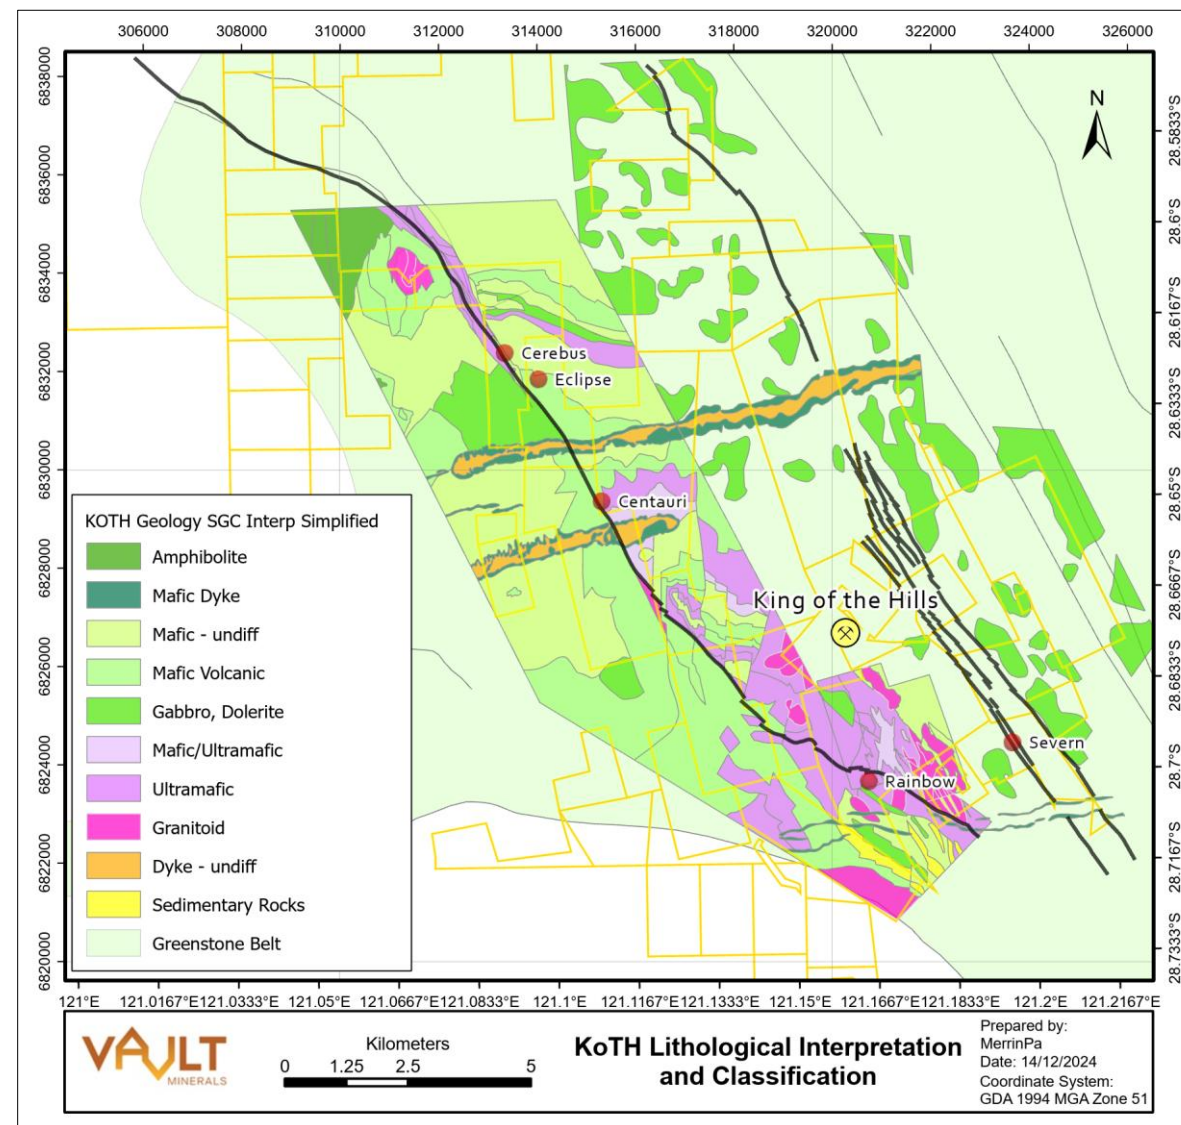 306000 308000 310000 312000 314000 316000 318000 320000 322000 324000 326000
6838000
6836000
6834000
6832000
6830000
6828000
6826000
6824000
6822000
6820000
28.5833°S
28.6°S
28.6167°S
28.6333°S
28.65°S
28.6667°S
28.6833°S
28.7°S
28.7167°S
28.7333°S
N
Cerebus
Eclipse
Centauri
King of the Hills
Severn
Rainbow
KOTH Geology SGC Interp Simplified
Amphibolite
Mafic Dyke
Mafic - undiff
Mafic Volcanic
Gabbro, Dolerite
Mafic/Ultramafic
Ultramafic
Granitoid
Dyke - undiff
Sedimentary Rocks
Greenstone Belt
121°E 121.0167°E 121.0333°E 121.05°E 121.0667°E 121.0833°E 121.1°E 121.1167°E 121.1333°E 121.15°E 121.1667°E 121.1833°E 121.2°E 121.2167°E
VAULT
MINERALS
Kilometers
0 1.25 2.5 5
KoTH Lithological Interpretation
and Classification
Prepared by:
MerrinPa
Date: 14/12/2024
Coordinate System:
GDA 1994 MGA Zone 51